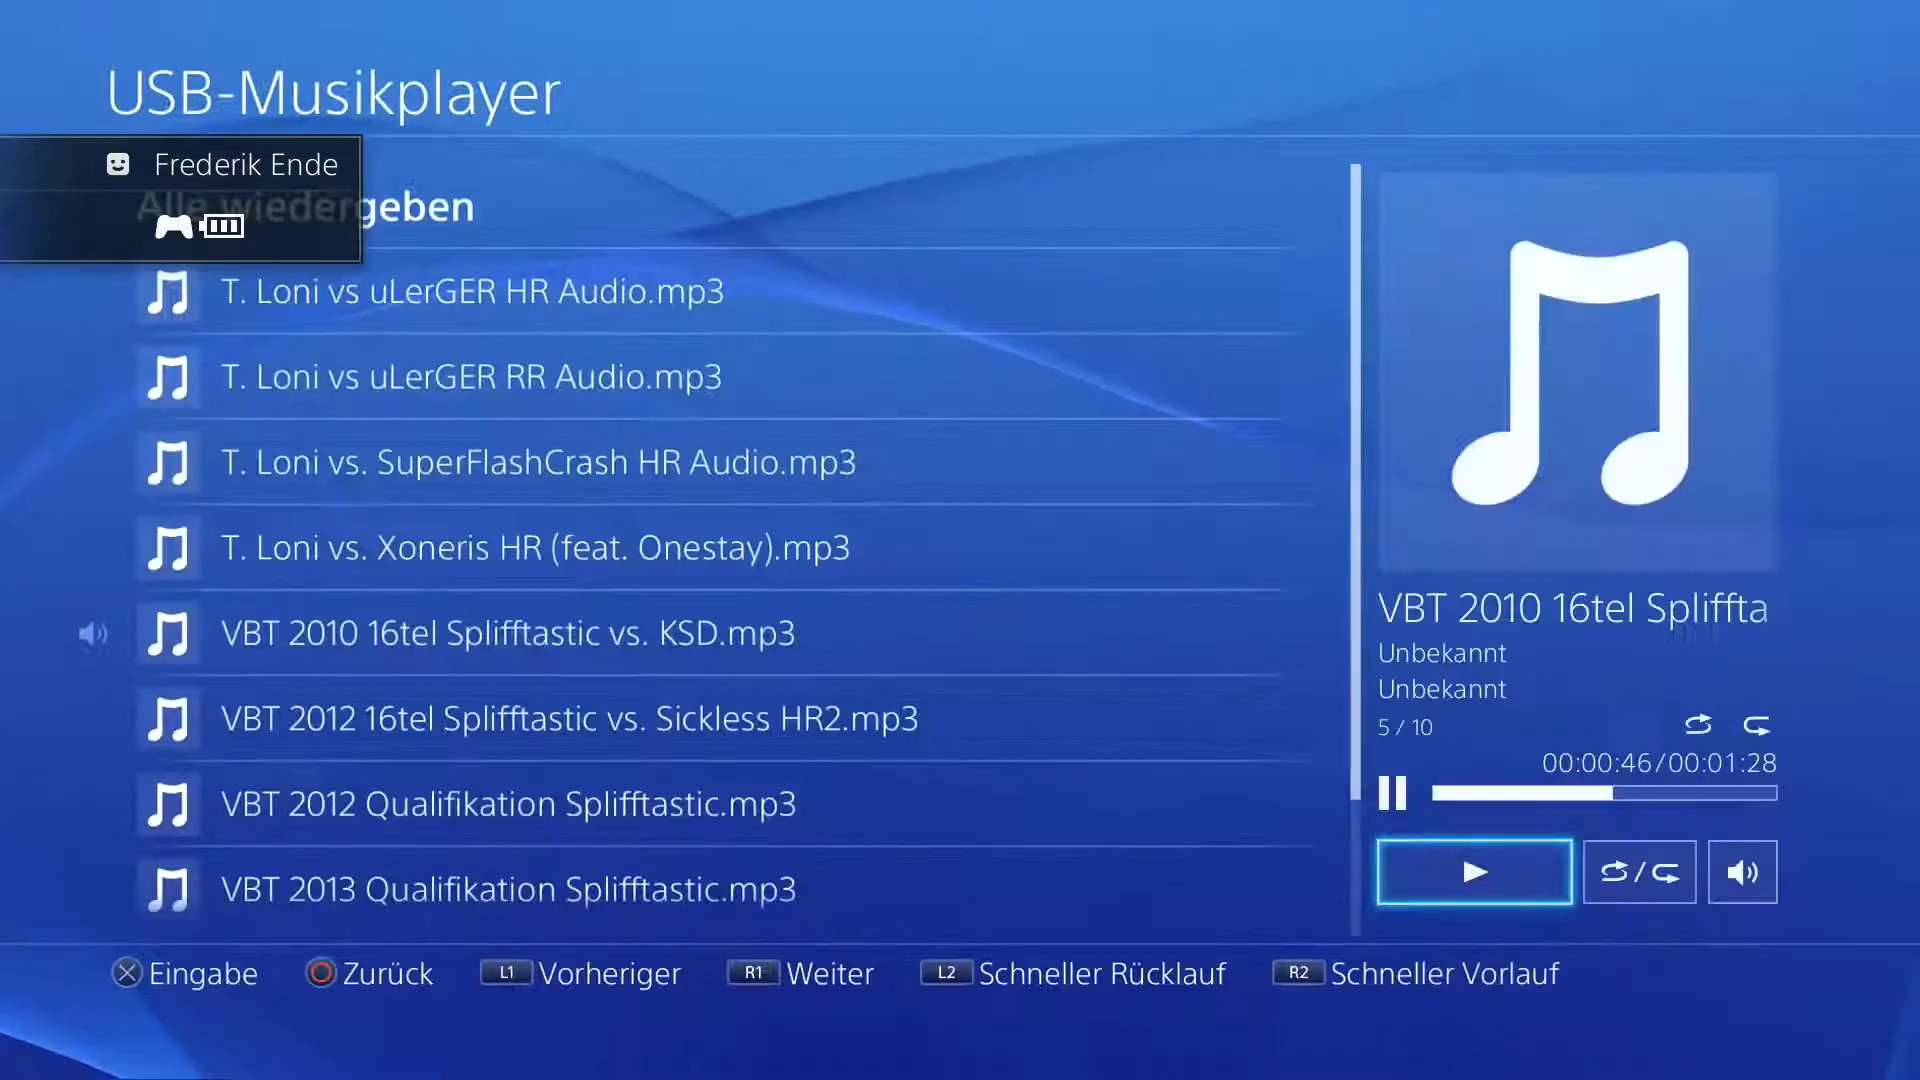 USB-Musikplayer
Frederik Ende
Alle wiedergeben
T. Loni vs uLerGER HR Audio.mp3
T. Loni vs uLerGER RR Audio.mp3
T. Loni vs. SuperFlashCrash HR Audio.mp3
T. Loni vs. Xoneris HR (feat. Onestay).mp3
VBT 2010 16tel Splifftastic vs. KSD.mp3
VBT 2012 16tel Splifftastic vs. Sickless HR2.mp3
VBT 2012 Qualifikation Splifftastic.mp3
VBT 2013 Qualifikation Splifftastic.mp3
VBT 2010 16tel Spliffta
Unbekannt
Unbekannt
5 / 10
00:00:46/00:01:28
Eingabe Zurück L1 Vorheriger R1 Weiter L2 Schneller Rücklauf R2 Schneller Vorlauf